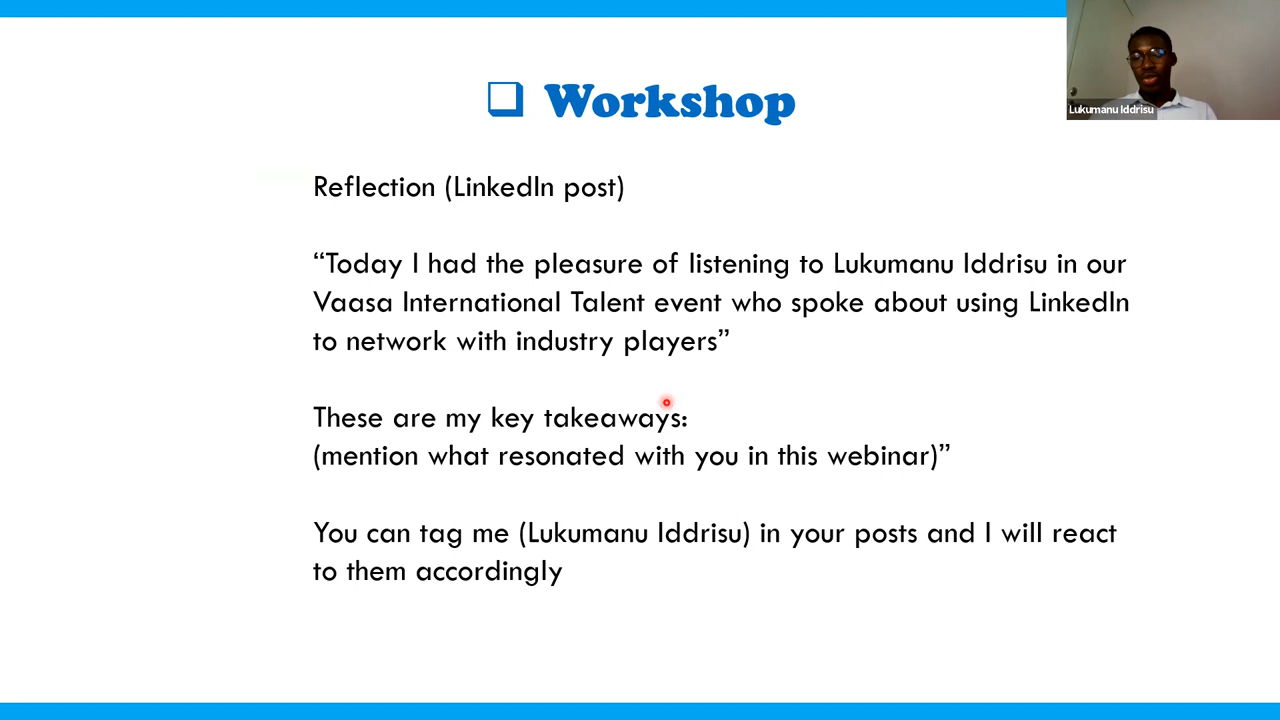 Workshop
Lukumanu Iddrisu
Reflection (LinkedIn post)
“Today I had the pleasure of listening to Lukumanu Iddrisu in our
Vaasa International Talent event who spoke about using LinkedIn
to network with industry players”
These are my key takeaways:
(mention what resonated with you in this webinar)”
You can tag me (Lukumanu Iddrisu) in your posts and I will react
to them accordingly